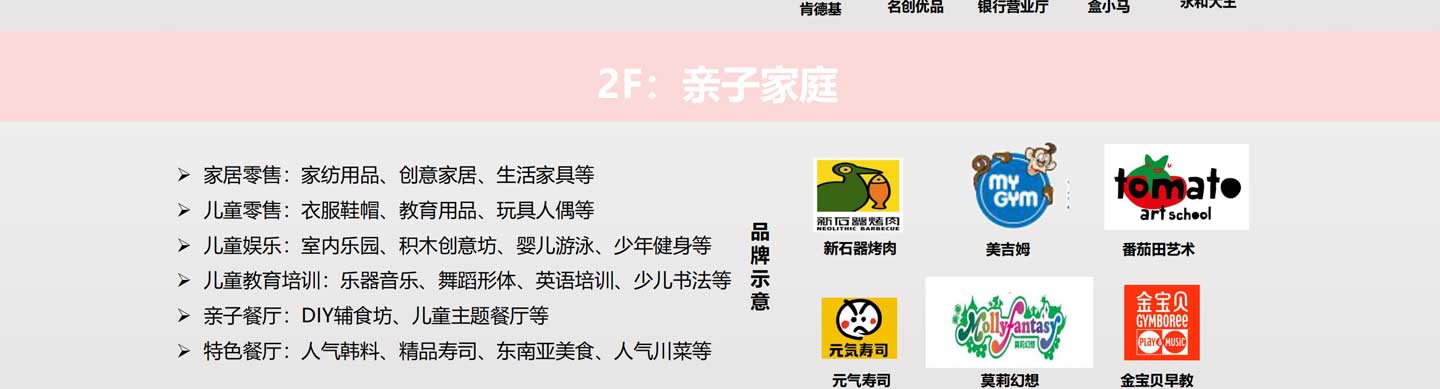 肯德基 名创优品 银行营业厅 盒小马 永和大王
2F：亲子家庭
➢ 家居零售：家纺用品、创意家居、生活家具等
➢ 儿童零售：衣服鞋帽、教育用品、玩具人偶等
➢ 儿童娱乐：室内乐园、积木创意坊、婴儿游泳、少年健身等
➢ 儿童教育培训：乐器音乐、舞蹈形体、英语培训、少儿书法等
➢ 亲子餐厅：DIY辅食坊、儿童主题餐厅等
➢ 特色餐厅：人气韩料、精品寿司、东南亚美食、人气川菜等
品牌示意
新石器烤肉
NEOLITHIC BARBECUE
新石器烤肉
MY GYM
美吉姆
tomato
art school
番茄田艺术
元気寿司
元气寿司
Mollyfantasy
莫莉幻想
莫莉幻想
金宝贝
GYMBOREE
PLAY & MUSIC
金宝贝早教